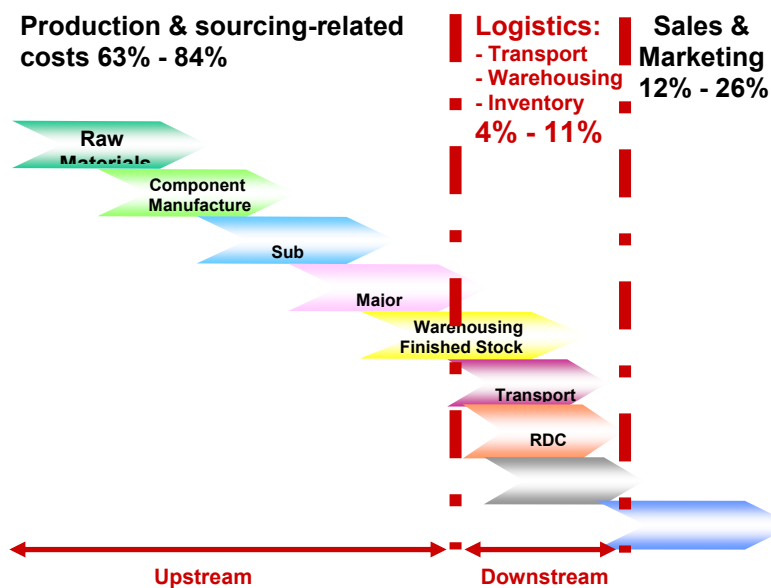 Production & sourcing-related
costs 63% - 84%
Logistics:
- Transport
- Warehousing
- Inventory
4% - 11%
Sales &
Marketing
12% - 26%
Raw
Materials
Component
Manufacture
Sub
Major
Warehousing
Finished Stock
Transport
RDC
Upstream
Downstream